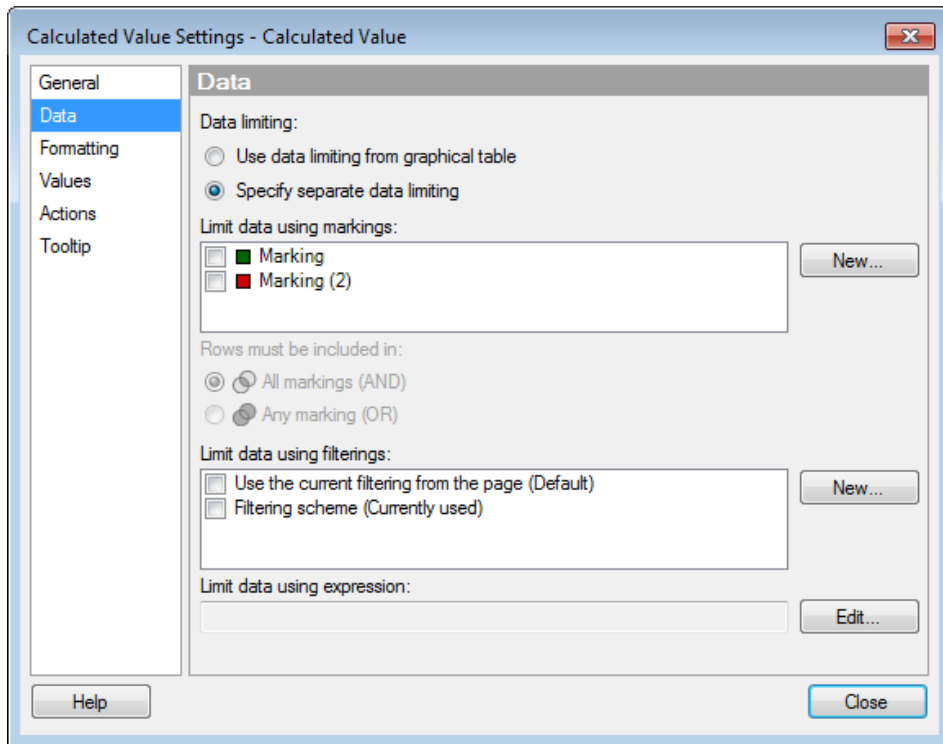 Calculated Value Settings - Calculated Value
General
Data
Formatting
Values
Actions
Tooltip
Data
Data limiting:
Use data limiting from graphical table
Specify separate data limiting
Limit data using markings:
Marking
Marking (2)
New...
Rows must be included in:
All markings (AND)
Any marking (OR)
Limit data using filterings:
Use the current filtering from the page (Default)
Filtering scheme (Currently used)
New...
Limit data using expression:
Edit...
Help
Close